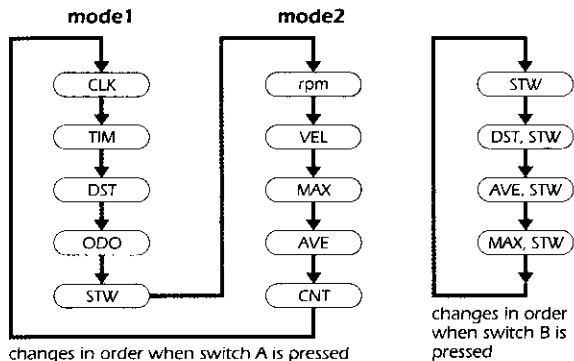 mode1
mode2
CLK
TIM
DST
ODO
STW
rpm
VEL
MAX
AVE
CNT
changes in order when switch A is pressed
STW
DST, STW
AVE, STW
MAX, STW
changes in order
when switch B is
pressed